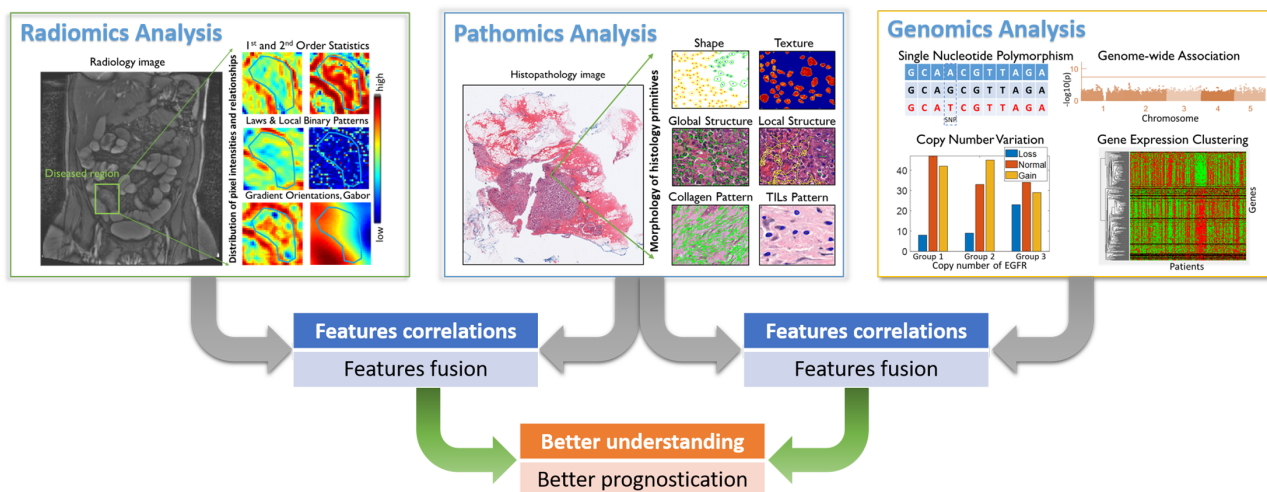 Radiomics Analysis
Radiology image
Diseased region
Distribution of pixel intensities and relationships
1st and 2nd Order Statistics
Laws & Local Binary Patterns
Gradient Orientations, Gabor
high
low
Pathomics Analysis
Histopathology image
Morphology of histology primitives
Shape
Texture
Global Structure
Local Structure
Collagen Pattern
TILs Pattern
Genomics Analysis
Single Nucleotide Polymorphism
G C A A C G T T A G A
G C A G C G T T A G A
G C A T C G T T A G A
SNP
Genome-wide Association
-log10(p)
10
0
1 2 3 4 5
Chromosome
Copy Number Variation
Loss
Normal
Gain
40
30
20
10
0
Group 1 Group 2 Group 3
Copy number of EGFR
Gene Expression Clustering
Genes
Patients
Features correlations
Features fusion
Features correlations
Features fusion
Better understanding
Better prognostication